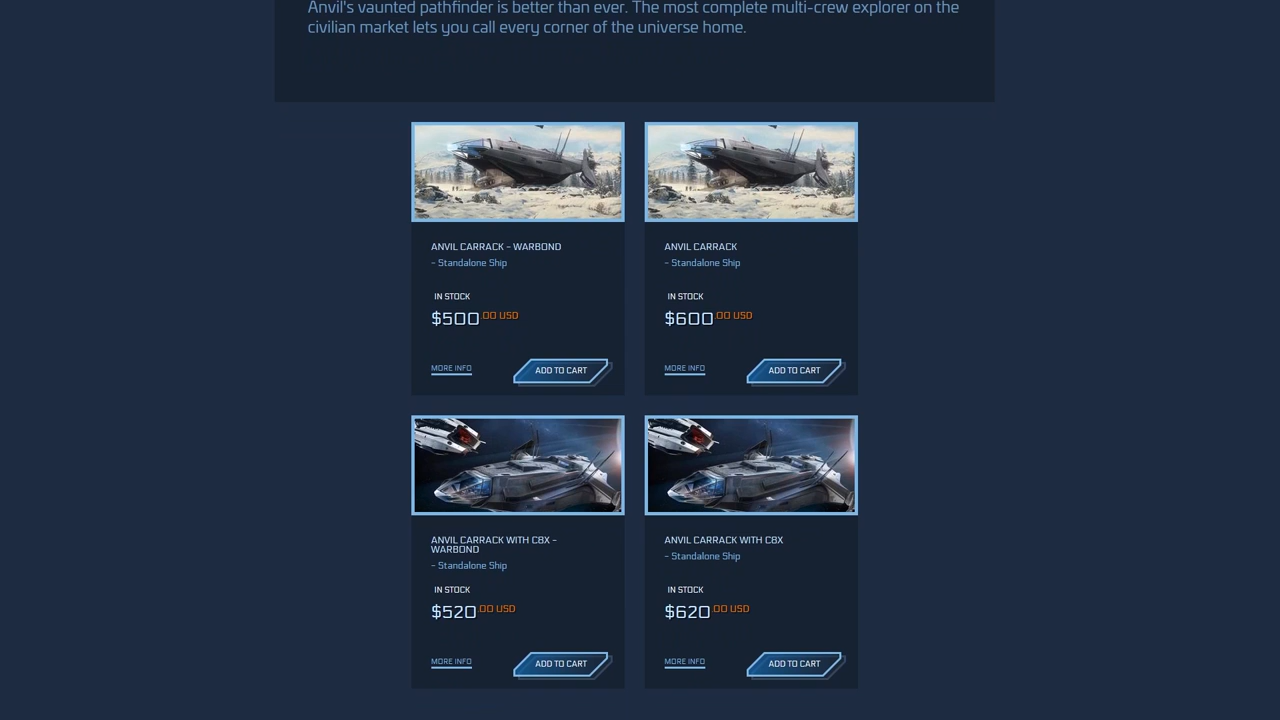 Anvil's vaunted pathfinder is better than ever. The most complete multi-crew explorer on the
civilian market lets you call every corner of the universe home.
ANVIL CARRACK - WARBOND
- Standalone Ship
IN STOCK
$500.00 USD
MORE INFO
ADD TO CART
ANVIL CARRACK
- Standalone Ship
IN STOCK
$600.00 USD
MORE INFO
ADD TO CART
ANVIL CARRACK WITH C8X -
WARBOND
- Standalone Ship
IN STOCK
$520.00 USD
MORE INFO
ADD TO CART
ANVIL CARRACK WITH C8X
- Standalone Ship
IN STOCK
$620.00 USD
MORE INFO
ADD TO CART